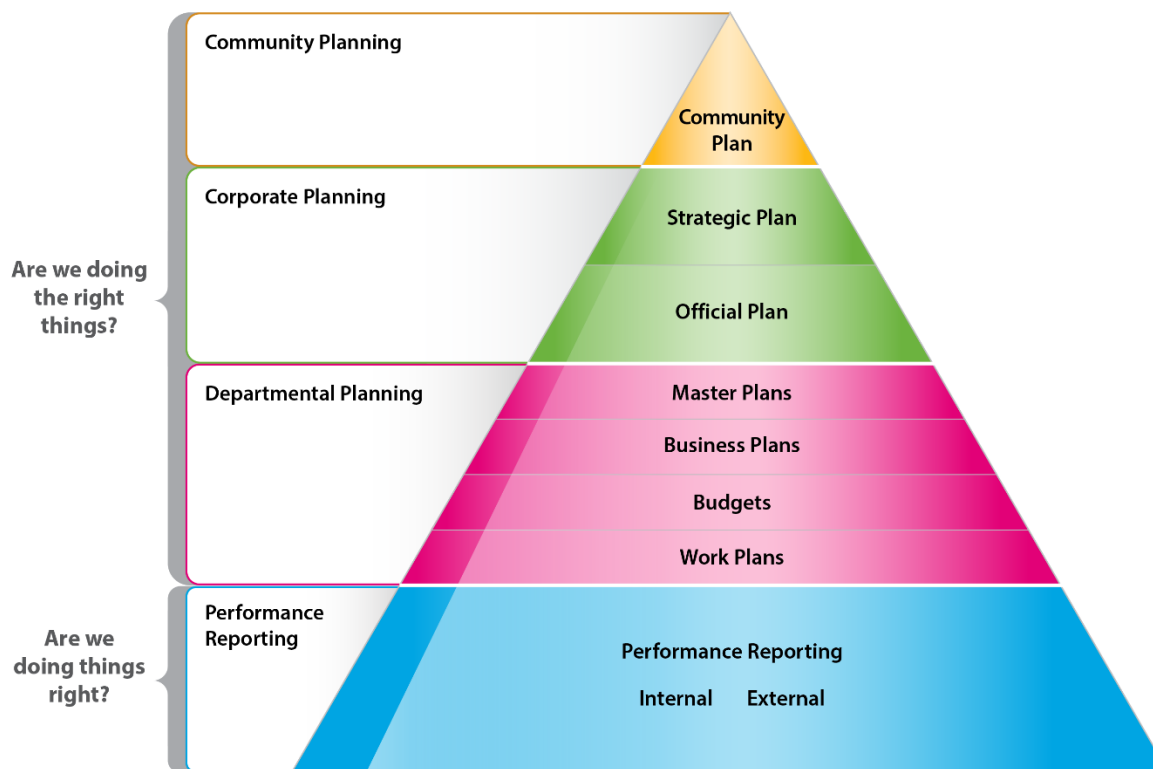 Community Planning
Community
Plan
Corporate Planning
Strategic Plan
Official Plan
Are we doing
the right
things?
Departmental Planning
Master Plans
Business Plans
Budgets
Work Plans
Performance
Reporting
Are we
doing things
right?
Performance Reporting
Internal External